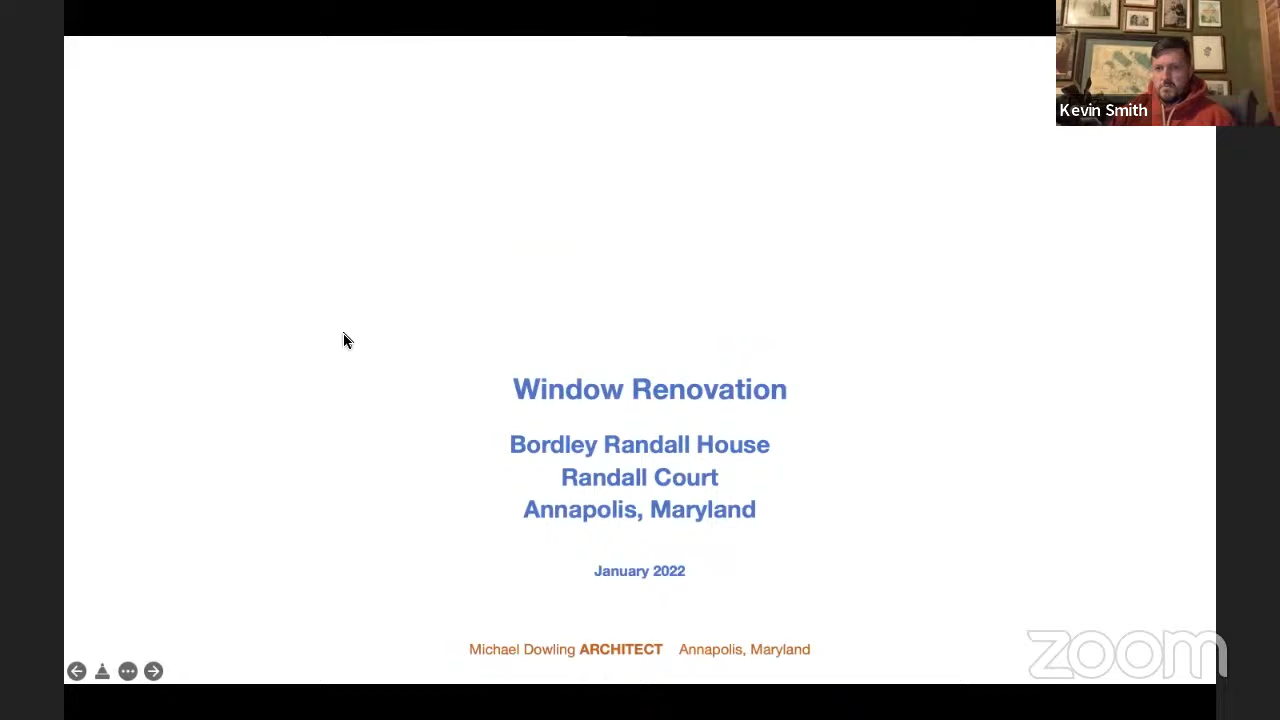 Kevin Smith
Window Renovation
Bordley Randall House
Randall Court
Annapolis, Maryland
January 2022
Michael Dowling ARCHITECT Annapolis, Maryland
zoom